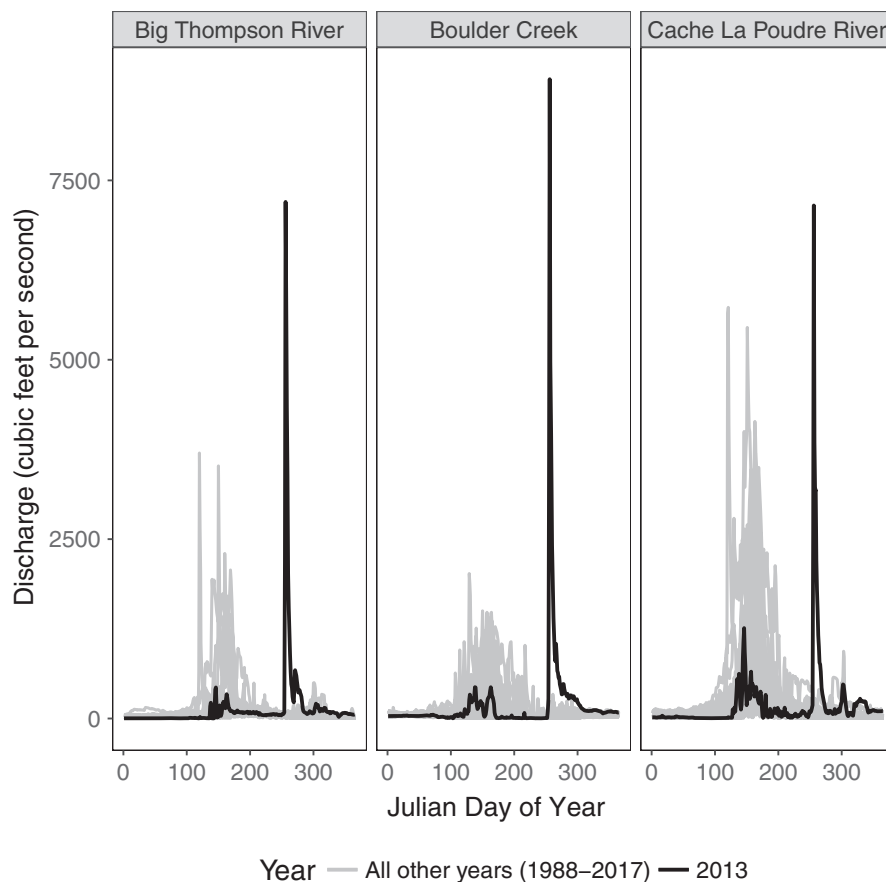 Big Thompson River
Boulder Creek
Cache La Poudre River
Discharge (cubic feet per second)
7500
5000
2500
0
0 100 200 300
0 100 200 300
0 100 200 300
Julian Day of Year
Year All other years (1988–2017) 2013